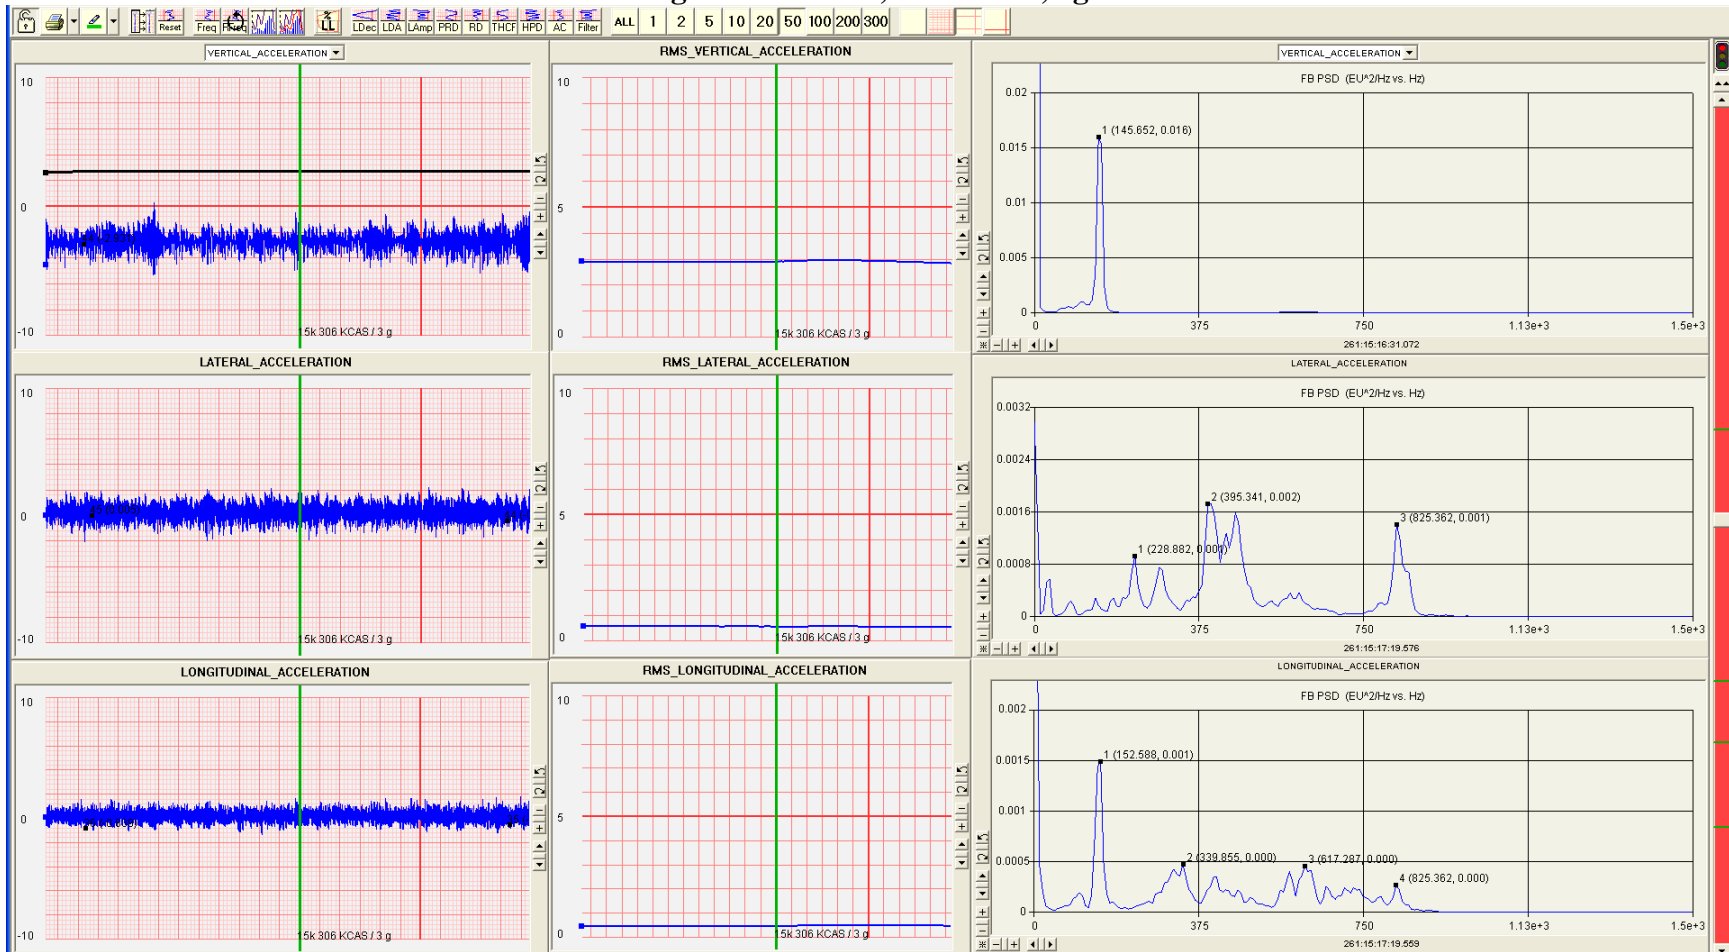 Reset Freq LL LDec LDA LAmp PRD RD THCF HPD AC Filter ALL 1 2 5 10 20 50 100 200 300
VERTICAL_ACCELERATION
10
0
-10
15k 306 KCAS / 3 g
RMS_VERTICAL_ACCELERATION
10
5
0
15k 306 KCAS / 3 g
VERTICAL_ACCELERATION
FB PSD (EU^2/Hz vs. Hz)
0.02
0.015
0.01
0.005
0
1 (145.652, 0.016)
0 375 750 1.13e+3 1.5e+3
261:15:16:31.072
LATERAL_ACCELERATION
10
0
-10
15k 306 KCAS / 3 g
RMS_LATERAL_ACCELERATION
10
5
0
15k 306 KCAS / 3 g
LATERAL_ACCELERATION
FB PSD (EU^2/Hz vs. Hz)
0.0032
0.0024
0.0016
0.0008
0
1 (228.882, 0.001)
2 (395.341, 0.002)
3 (825.362, 0.001)
0 375 750 1.13e+3 1.5e+3
261:15:17:19.576
LONGITUDINAL_ACCELERATION
10
0
-10
15k 306 KCAS / 3 g
RMS_LONGITUDINAL_ACCELERATION
10
5
0
15k 306 KCAS / 3 g
LONGITUDINAL_ACCELERATION
FB PSD (EU^2/Hz vs. Hz)
0.002
0.0015
0.001
0.0005
0
1 (152.588, 0.001)
2 (339.855, 0.000)
3 (617.287, 0.000)
4 (825.362, 0.000)
0 375 750 1.13e+3 1.5e+3
261:15:17:19.559